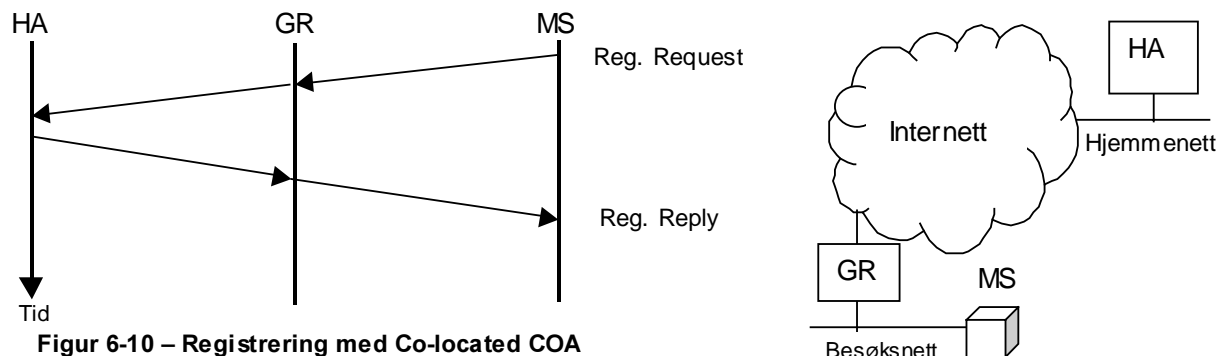 HA
GR
MS
Reg. Request
Reg. Reply
Tid
Figur 6-10 – Registrering med Co-located COA
HA
Internett
Hjemmenett
GR
MS
Besøksnett